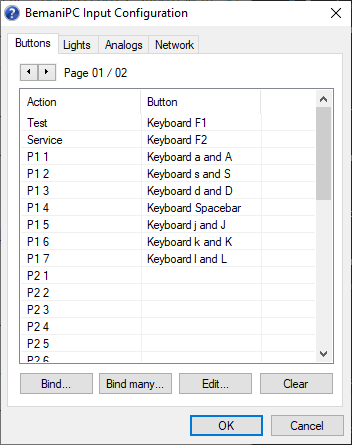 BemaniPC Input Configuration
Buttons Lights Analogs Network
Page 01 / 02
Action Button
Test Keyboard F1
Service Keyboard F2
P1 1 Keyboard a and A
P1 2 Keyboard s and S
P1 3 Keyboard d and D
P1 4 Keyboard Spacebar
P1 5 Keyboard j and J
P1 6 Keyboard k and K
P1 7 Keyboard l and L
P2 1
P2 2
P2 3
P2 4
P2 5
P2 6
Bind... Bind many... Edit... Clear
OK Cancel